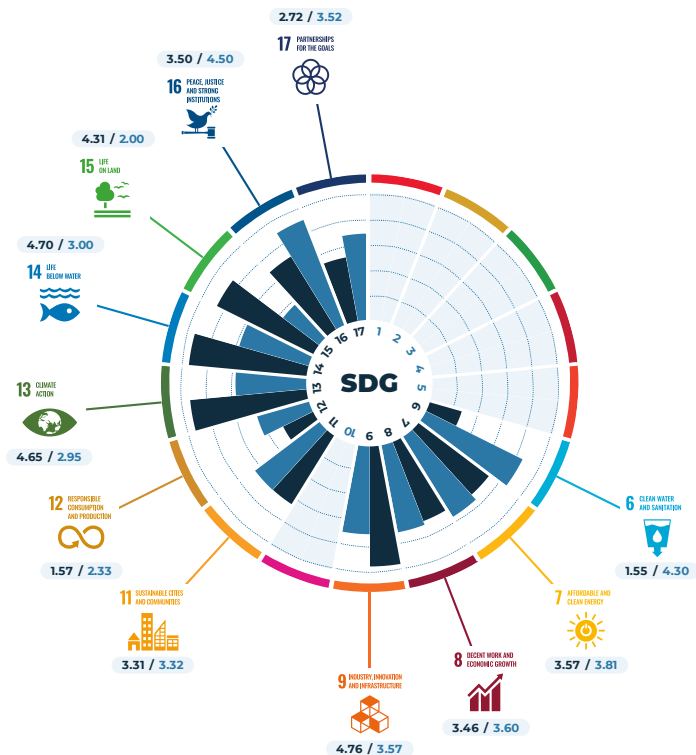 2.72 / 3.52
17 PARTNERSHIPS
FOR THE GOALS
3.50 / 4.50
16 PEACE, JUSTICE
AND STRONG
INSTITUTIONS
4.31 / 2.00
15 LIFE
ON LAND
4.70 / 3.00
14 LIFE
BELOW WATER
13 CLIMATE
ACTION
4.65 / 2.95
12 RESPONSIBLE
CONSUMPTION
AND PRODUCTION
1.57 / 2.33
11 SUSTAINABLE CITIES
AND COMMUNITIES
3.31 / 3.32
9 INDUSTRY, INNOVATION
AND INFRASTRUCTURE
4.76 / 3.57
8 DECENT WORK AND
ECONOMIC GROWTH
3.46 / 3.60
7 AFFORDABLE AND
CLEAN ENERGY
3.57 / 3.81
6 CLEAN WATER
AND SANITATION
1.55 / 4.30
SDG
1
2
3
4
5
6
7
8
9
10
11
12
13
14
15
16
17